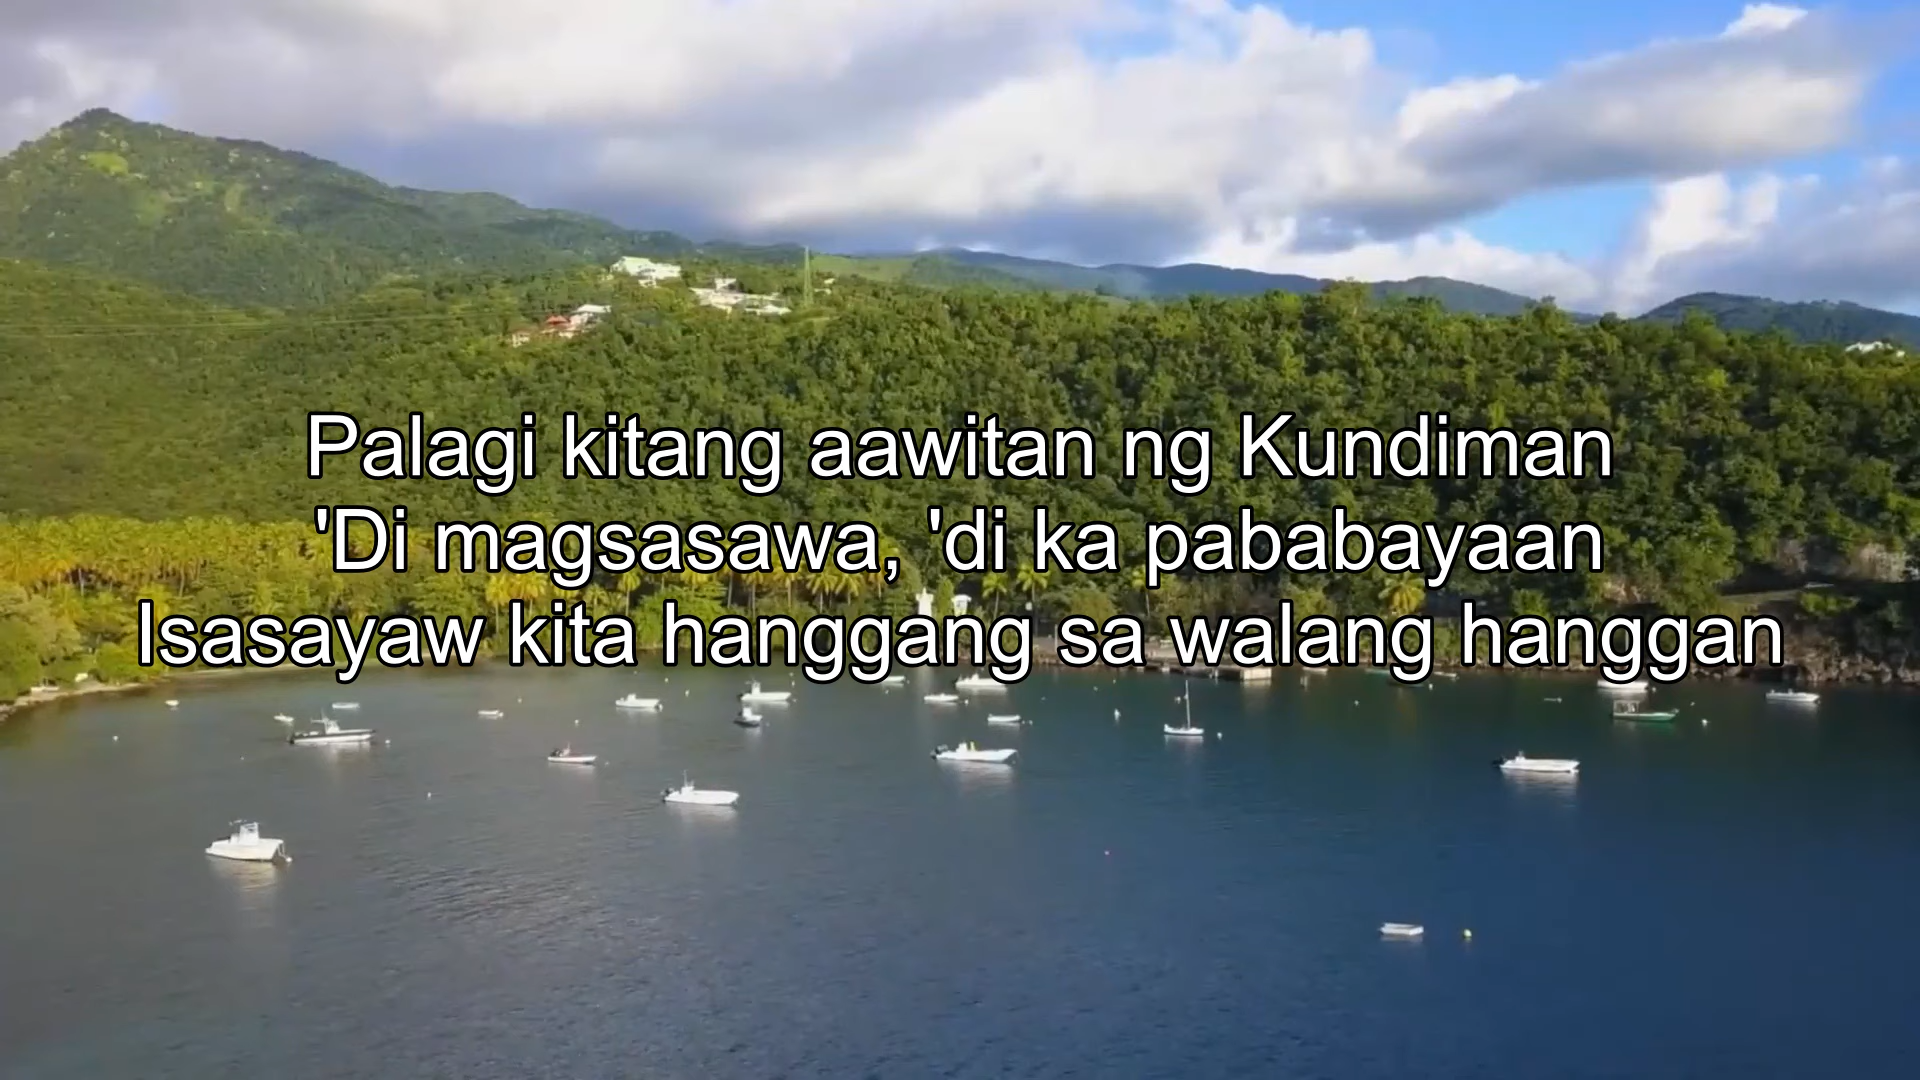 Palagi kitang aawitan ng Kundiman
'Di magsasawa, 'di ka pababayaan
Isasayaw kita hanggang sa walang hanggan